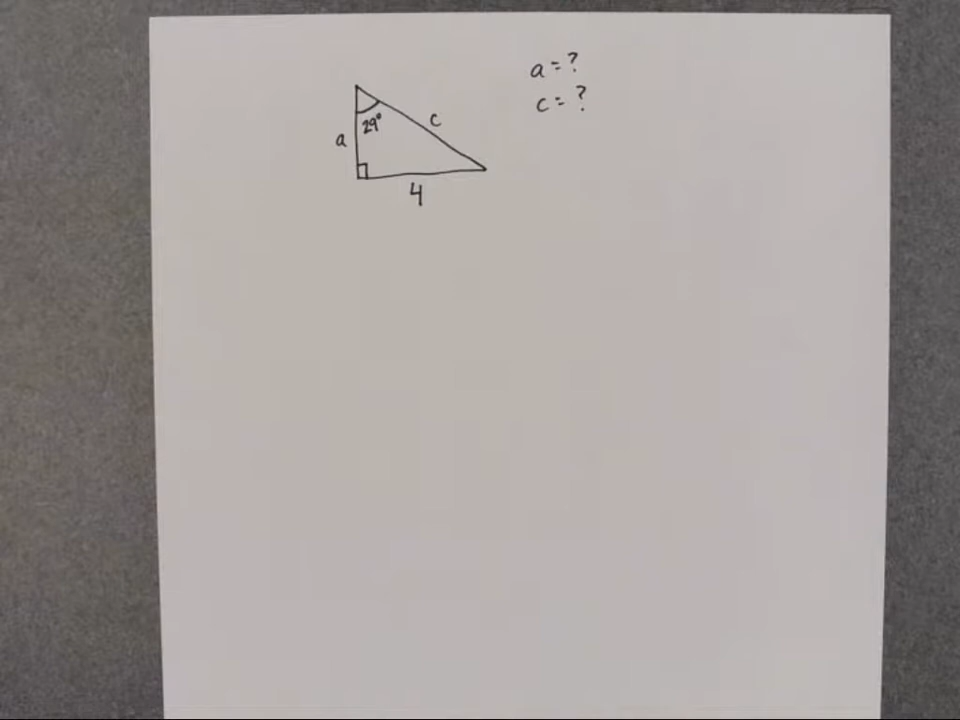 a = ?
c = ?
29°
c
a
4